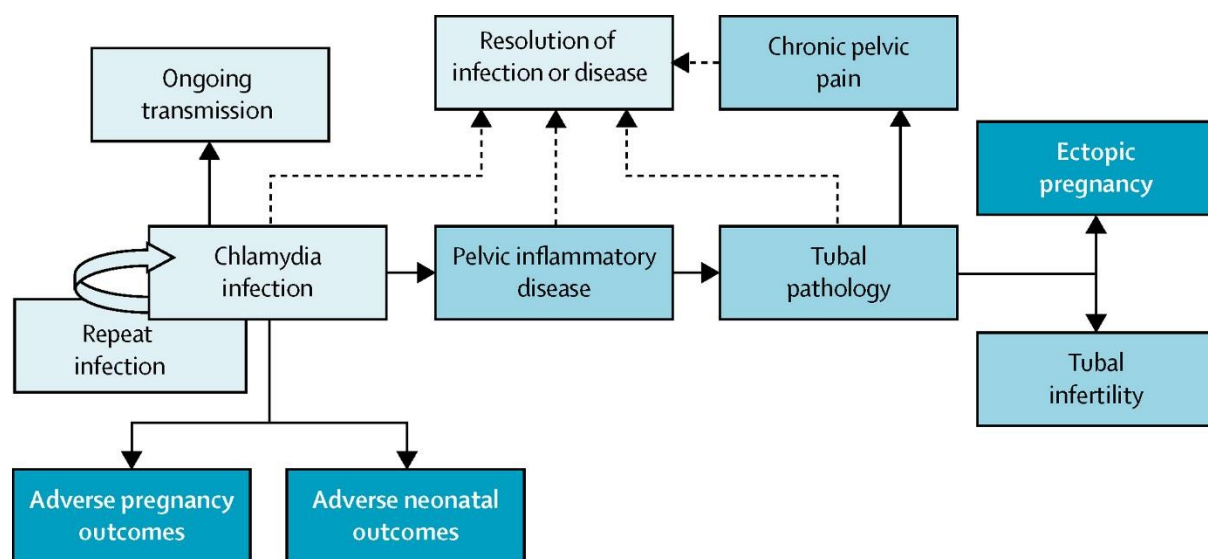 Ongoing
transmission
Resolution of
infection or disease
Chronic pelvic
pain
Ectopic
pregnancy
Chlamydia
infection
Pelvic inflammatory
disease
Tubal
pathology
Repeat
infection
Tubal
infertility
Adverse pregnancy
outcomes
Adverse neonatal
outcomes